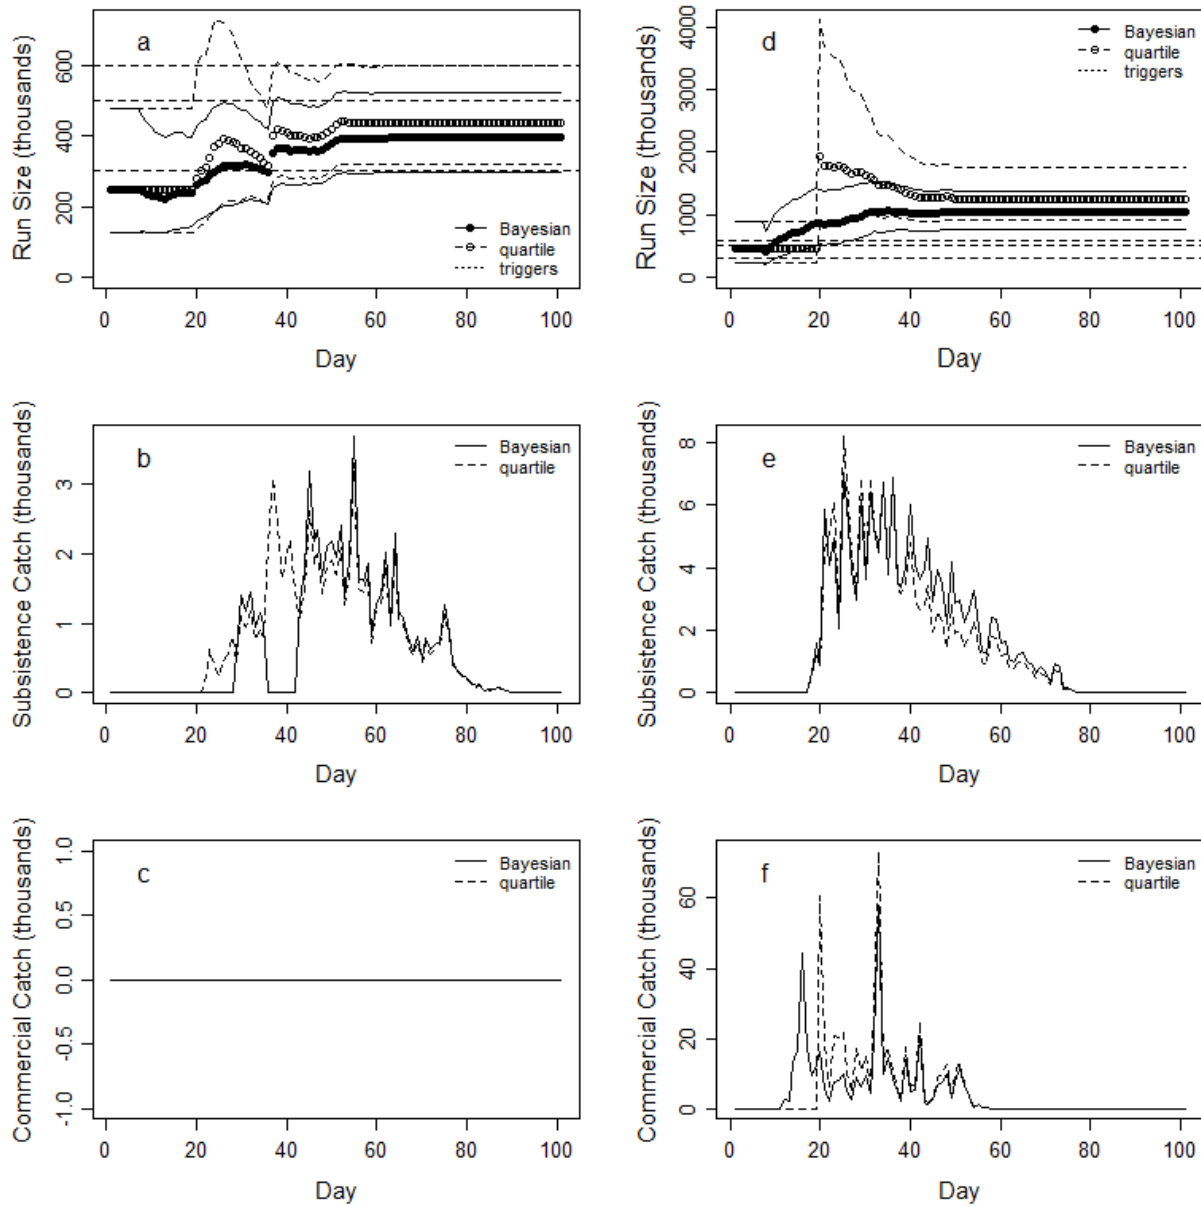 a
Run Size (thousands)
600
400
200
0
Bayesian
quartile
triggers
0 20 40 60 80 100
Day
d
Run Size (thousands)
4000
3000
2000
1000
0
Bayesian
quartile
triggers
0 20 40 60 80 100
Day
b
Subsistence Catch (thousands)
3
2
1
0
Bayesian
quartile
0 20 40 60 80 100
Day
e
Subsistence Catch (thousands)
8
6
4
2
0
Bayesian
quartile
0 20 40 60 80 100
Day
c
Commercial Catch (thousands)
1.0
0.5
0.0
-0.5
-1.0
Bayesian
quartile
0 20 40 60 80 100
Day
f
Commercial Catch (thousands)
60
40
20
0
Bayesian
quartile
0 20 40 60 80 100
Day